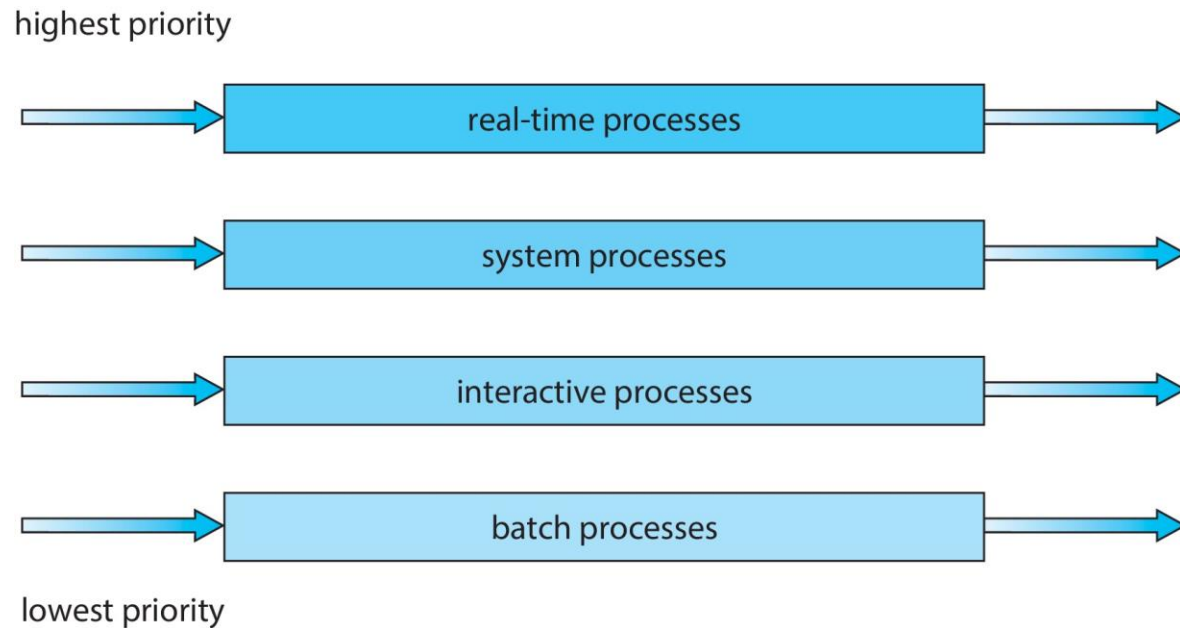 highest priority
real-time processes
system processes
interactive processes
batch processes
lowest priority